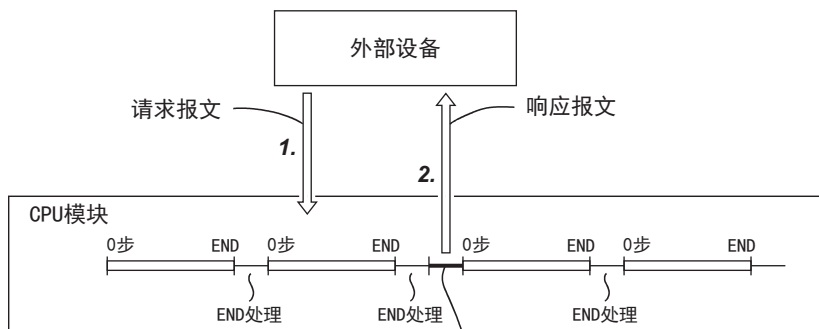 外部设备
请求报文
响应报文
1.
2.
CPU模块
0步 END 0步 END 0步 END 0步 END
END处理 END处理 END处理